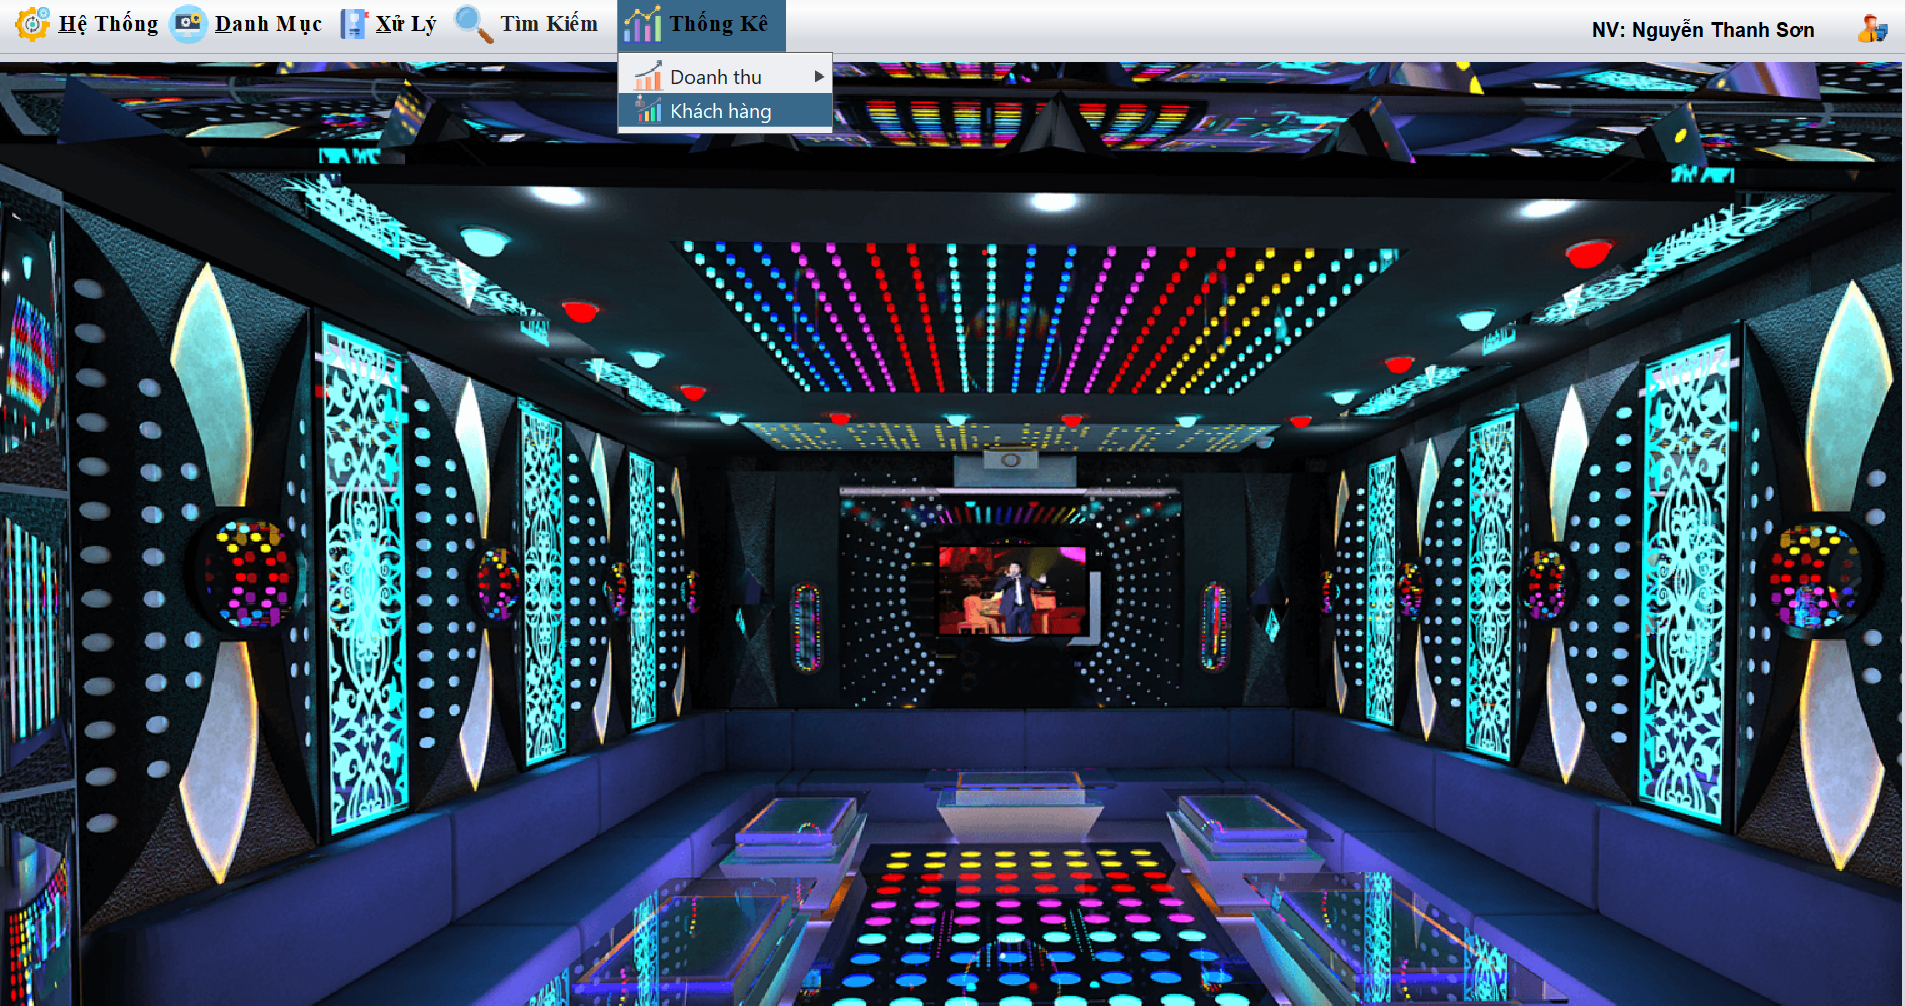 Hệ Thống Danh Mục Xử Lý Tìm Kiếm Thống Kê NV: Nguyễn Thanh Sơn
Doanh thu
Khách hàng